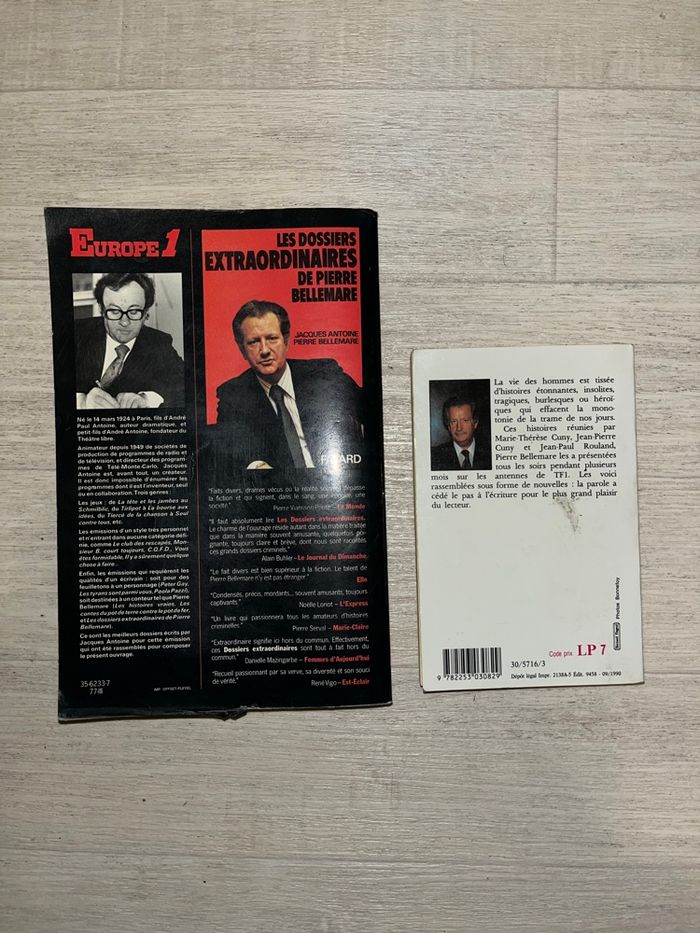 EUROPE 1
Né le 14 mars 1924 à Paris, fils d'André
Paul Antoine, auteur dramatique, et
petit-fils d'André Antoine, fondateur du
Théâtre libre.
Animateur depuis 1949 de sociétés de
production de programmes de radio et
de télévision, et directeur des program-
mes de Télé-Monte-Carlo, Jacques
Antoine est, avant tout, un créateur.
Il est donc impossible d'énumérer les
programmes dont il est l'inventeur, seul
ou en collaboration. Trois genres :
Les jeux : de La tête et les jambes au
Schmilblic, du Tirlipot à La bourse aux
idées, du Tiercé de la chanson à Seul
contre tous, etc.
Les émissions d'un style très personnel
et n'entrant dans aucune catégorie défi-
nie, comme Le club des rescapés, Mon-
sieur B. court toujours, C.Q.F.D., Vous
êtes formidable, Il y a sûrement quelque
chose à faire...
Enfin, les émissions qui requièrent les
qualités d'un écrivain : soit pour des
feuilletons à un personnage (Peter Gay,
Les tyrans sont parmi vous, Paola Pazzi),
soit destinées à un conteur tel que Pierre
Bellemare (Les histoires vraies, Les
contes du pot de terre contre le pot de fer,
et Les dossiers extraordinaires de Pierre
Bellemare).
Ce sont les meilleurs dossiers écrits par
Jacques Antoine pour cette émission
qui ont été rassemblés pour composer
le présent ouvrage.
35-6233-7
IMP. OFFSET-PLEYEL
LES DOSSIERS
EXTRAORDINAIRES
DE PIERRE
BELLEMARE
JACQUES ANTOINE
PIERRE BELLEMARE
FAYARD
"Faits divers, drames vécus où la réalité souvent dépasse
la fiction et qui signent, dans le sang, une époque, une
société."
Pierre – Le Monde
"Il faut absolument lire Les Dossiers extraordinaires.
Le charme de l'ouvrage réside autant dans la matière traitée
que dans la manière souvent amusante, quelquefois poi-
gnante, toujours claire et brève, dont nous sont racontés
ces grands dossiers criminels."
Alain Buhler – Le Journal du Dimanche
"Le fait divers est bien supérieur à la fiction. Le talent de
Pierre Bellemare n'y est pas étranger."
Elle
"Condensés, précis, mordants... souvent amusants, toujours
captivants."
Noëlle Loriot – L'Express
"Un livre qui passionnera tous les amateurs d'histoires
criminelles."
Pierre Serval – Marie-Claire
"Extraordinaire signifie ici hors du commun. Effectivement,
ces Dossiers extraordinaires sont tout à fait hors du
commun."
Danielle Mazingarbe – Femmes d'Aujourd'hui
"Recueil passionnant par sa verve, sa diversité et son souci
de vérité."
René Vigo – Est-Éclair
La vie des hommes est tissée
d'histoires étonnantes, insolites,
tragiques, burlesques ou héroï-
ques qui effacent la mono-
tonie de la trame de nos jours.
Ces histoires réunies par
Marie-Thérèse Cuny, Jean-Pierre
Cuny et Jean-Paul Rouland,
Pierre Bellemare les a présentées
tous les soirs pendant plusieurs
mois sur les antennes de TF1. Les voici
rassemblées sous forme de nouvelles : la parole a
cédé le pas à l'écriture pour le plus grand plaisir
du lecteur.
Photos Bonnefoy
Code prix LP 7
9 782253 030829
30/5716/3
Dépôt légal Impr. 2138A-5 Édit. 9458 - 09/1990